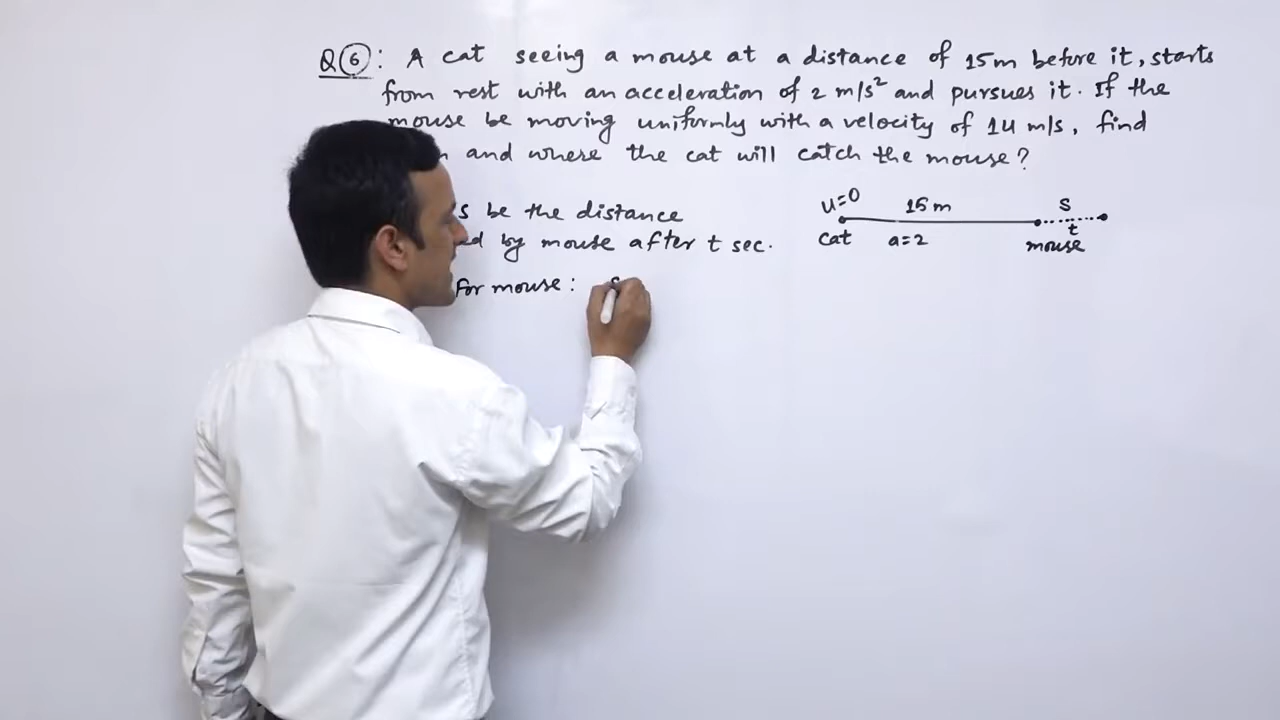 Q6: A cat seeing a mouse at a distance of 15m before it, starts
from rest with an acceleration of 2 m/s² and pursues it. If the
mouse be moving uniformly with a velocity of 14 m/s, find
and where the cat will catch the mouse?
s be the distance
by mouse after t sec.
For mouse: s
u=0 15m s
t
cat a=2 mouse